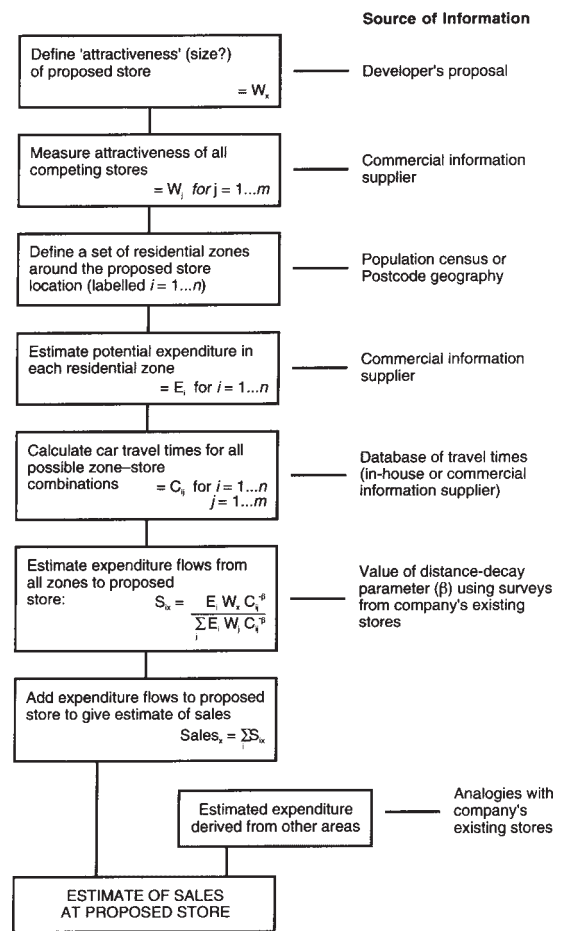 Source of Information
Define 'attractiveness' (size?)
of proposed store
= Wₓ
Developer's proposal
Measure attractiveness of all
competing stores
= Wⱼ for j = 1...m
Commercial information
supplier
Define a set of residential zones
around the proposed store
location (labelled i = 1...n)
Population census or
Postcode geography
Estimate potential expenditure in
each residential zone
= Eᵢ for i = 1...n
Commercial information
supplier
Calculate car travel times for all
possible zone–store
combinations = Cᵢⱼ for i = 1...n
j = 1...m
Database of travel times
(in-house or commercial
information supplier)
Estimate expenditure flows from
all zones to proposed
store: Sᵢₓ = Eᵢ Wₓ Cᵢⱼ^-β
∑ⱼ Eᵢ Wⱼ Cᵢⱼ^-β
Value of distance-decay
parameter (β) using surveys
from company's existing
stores
Add expenditure flows to proposed
store to give estimate of sales
Salesₓ = ∑ᵢSᵢₓ
Estimated expenditure
derived from other areas
Analogies with
company's
existing stores
ESTIMATE OF SALES
AT PROPOSED STORE